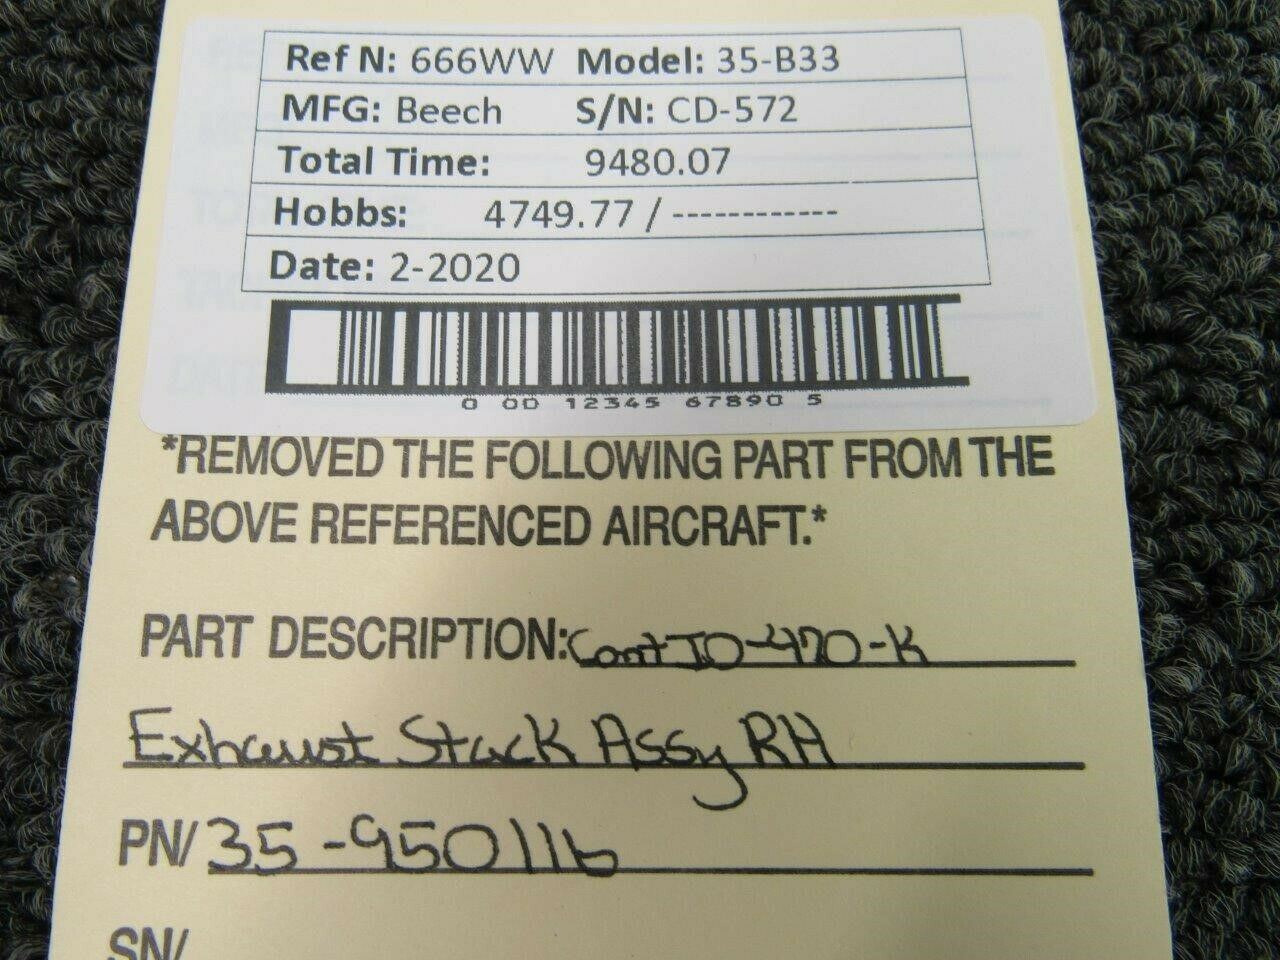 Ref N: 666WW Model: 35-B33
MFG: Beech S/N: CD-572
Total Time: 9480.07
Hobbs: 4749.77 / ------------
Date: 2-2020
0 00 12345 67890 5
*REMOVED THE FOLLOWING PART FROM THE
ABOVE REFERENCED AIRCRAFT.*
PART DESCRIPTION: Cont IO-470-K
Exhaust Stack Assy RH
PN/ 35-950116
SN/